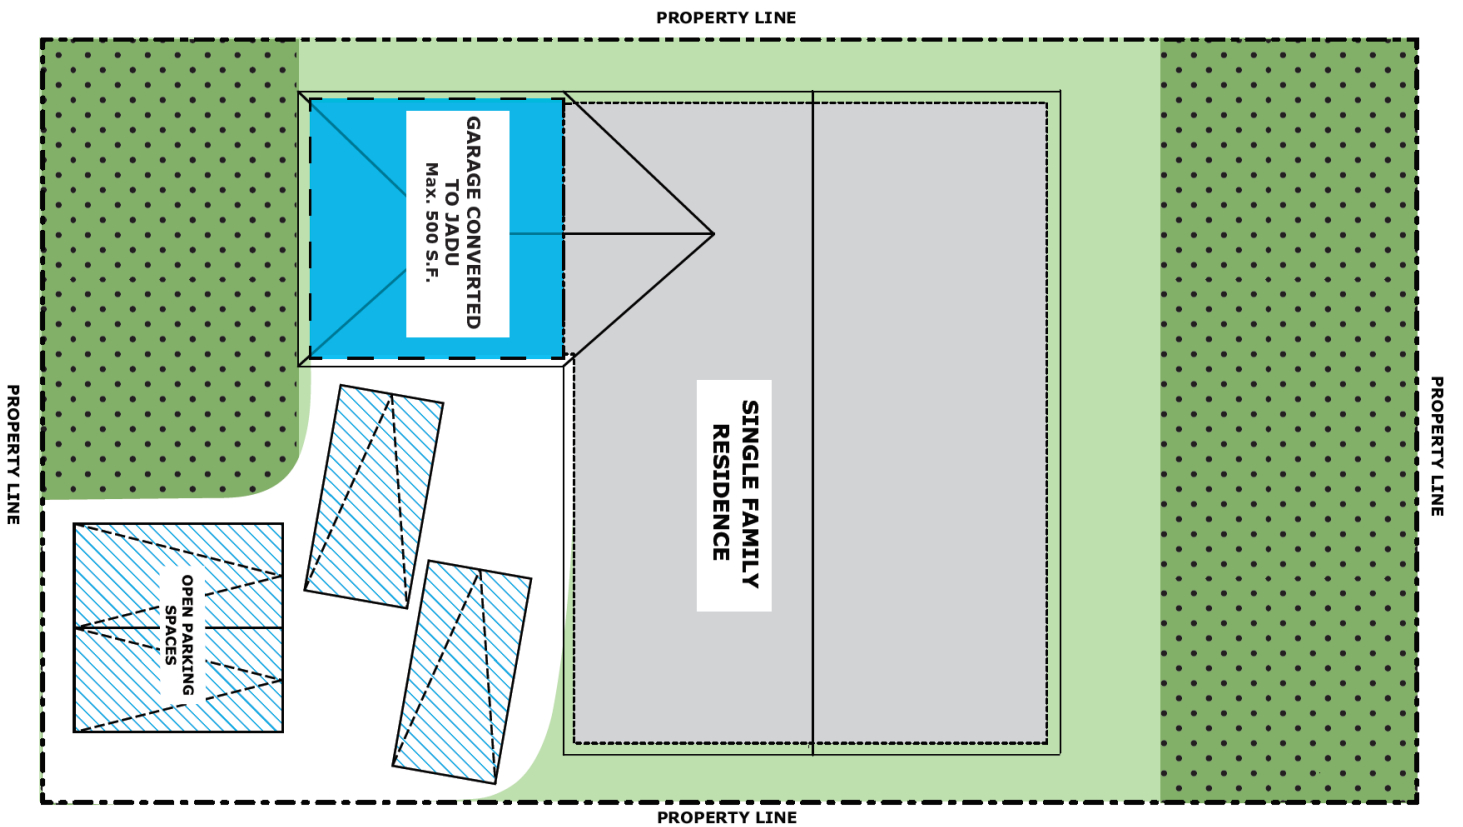 PROPERTY LINE
GARAGE CONVERTED
TO JADU
Max. 500 S.F.
SINGLE FAMILY
RESIDENCE
PROPERTY LINE
PROPERTY LINE
OPEN PARKING
SPACES
PROPERTY LINE